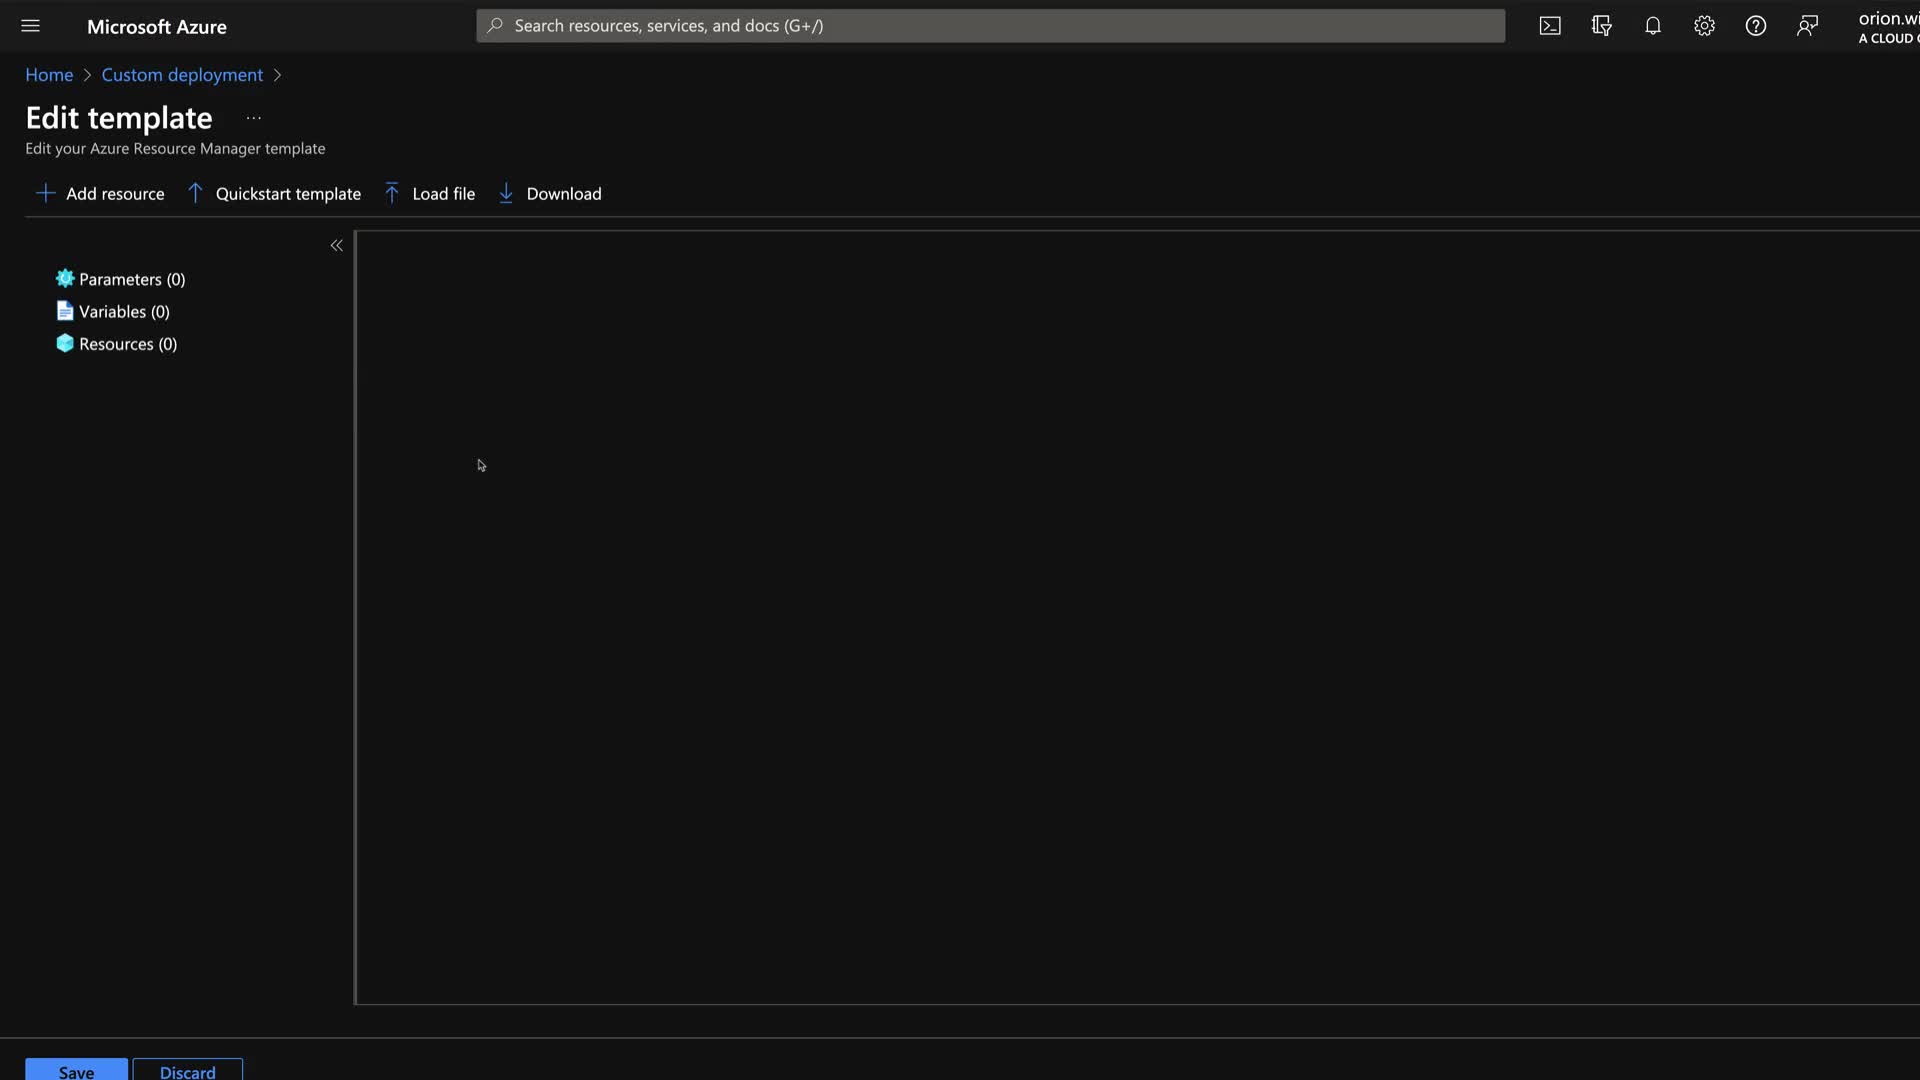 Microsoft Azure
Search resources, services, and docs (G+/)
orion.wi
A CLOUD
Home > Custom deployment >
Edit template ...
Edit your Azure Resource Manager template
Add resource
Quickstart template
Load file
Download
Parameters (0)
Variables (0)
Resources (0)
Save
Discard